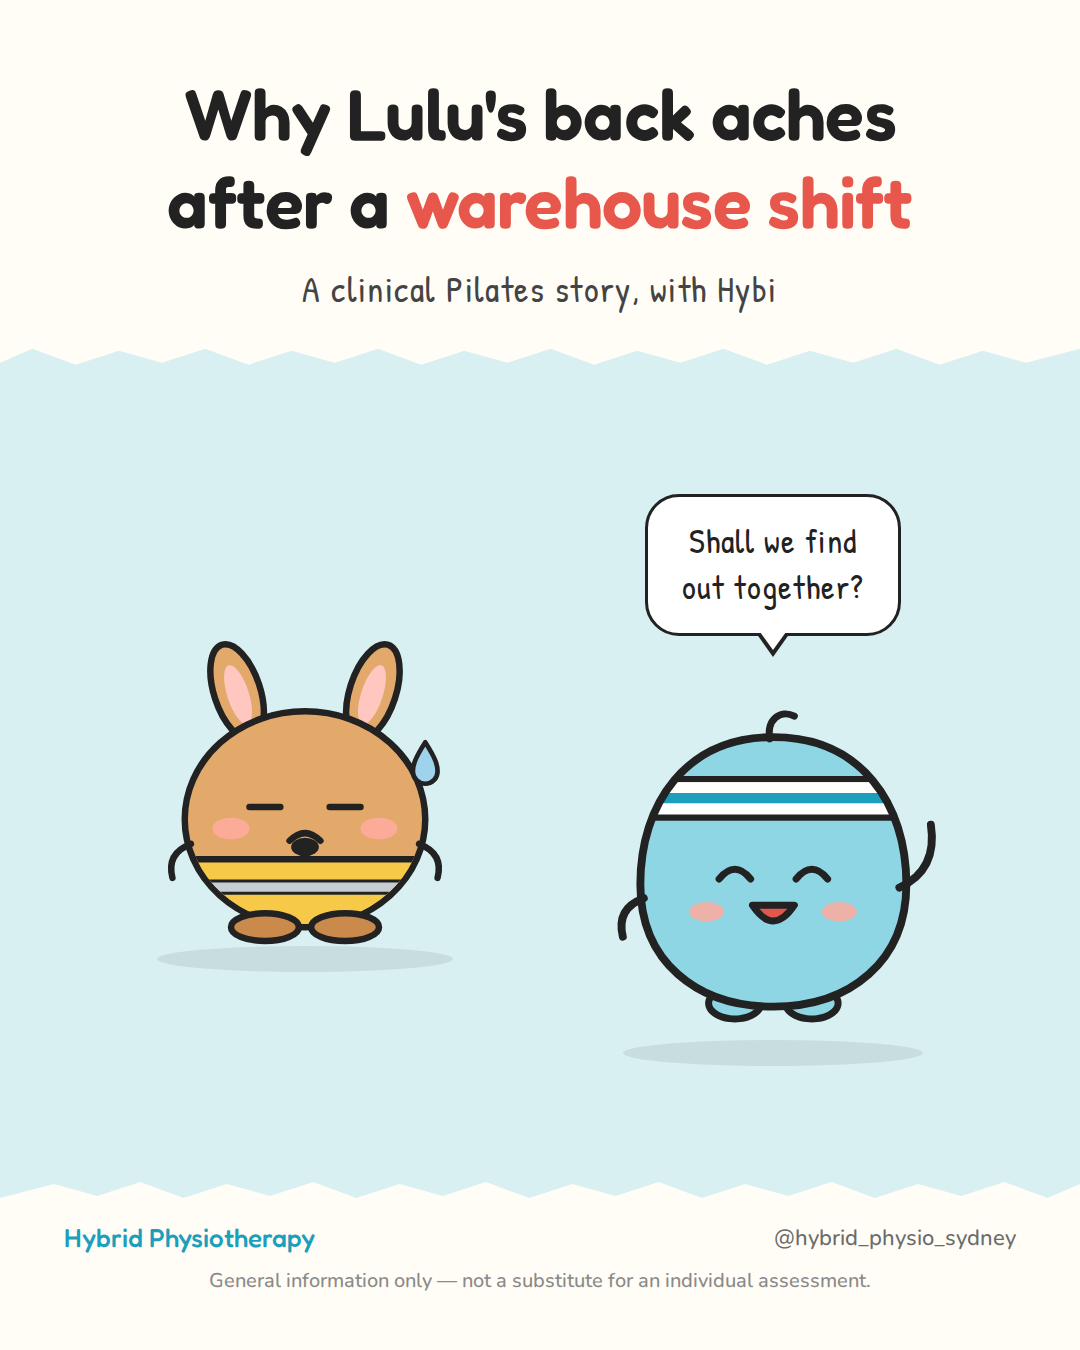 Why Lulu's back aches
after a warehouse shift
A clinical Pilates story, with Hybi
Shall we find
out together?
Hybrid Physiotherapy
@hybrid_physio_sydney
General information only — not a substitute for an individual assessment.